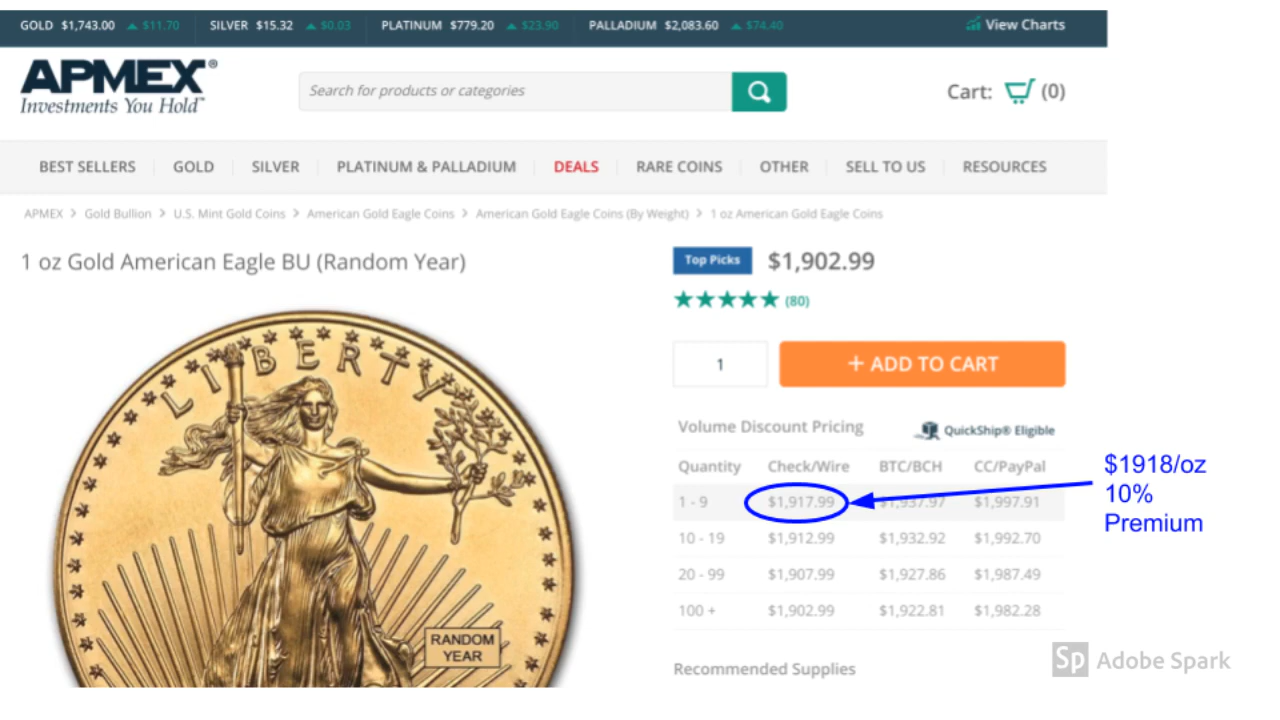 GOLD $1,743.00 ▲ $11.70 SILVER $15.32 ▲ $0.03 PLATINUM $779.20 ▲ $23.90 PALLADIUM $2,083.60 ▲ $74.40 View Charts
APMEX®
Investments You Hold™
Search for products or categories
Cart: (0)
BEST SELLERS GOLD SILVER PLATINUM & PALLADIUM DEALS RARE COINS OTHER SELL TO US RESOURCES
APMEX > Gold Bullion > U.S. Mint Gold Coins > American Gold Eagle Coins > American Gold Eagle Coins (By Weight) > 1 oz American Gold Eagle Coins
1 oz Gold American Eagle BU (Random Year)
LIBERTY
RANDOM
YEAR
Top Picks $1,902.99
(80)
1 + ADD TO CART
Volume Discount Pricing QuickShip® Eligible
Quantity Check/Wire BTC/BCH CC/PayPal
1 - 9 $1,917.99 $1,937.97 $1,997.91
10 - 19 $1,912.99 $1,932.92 $1,992.70
20 - 99 $1,907.99 $1,927.86 $1,987.49
100 + $1,902.99 $1,922.81 $1,982.28
Recommended Supplies
$1918/oz
10%
Premium
Sp Adobe Spark